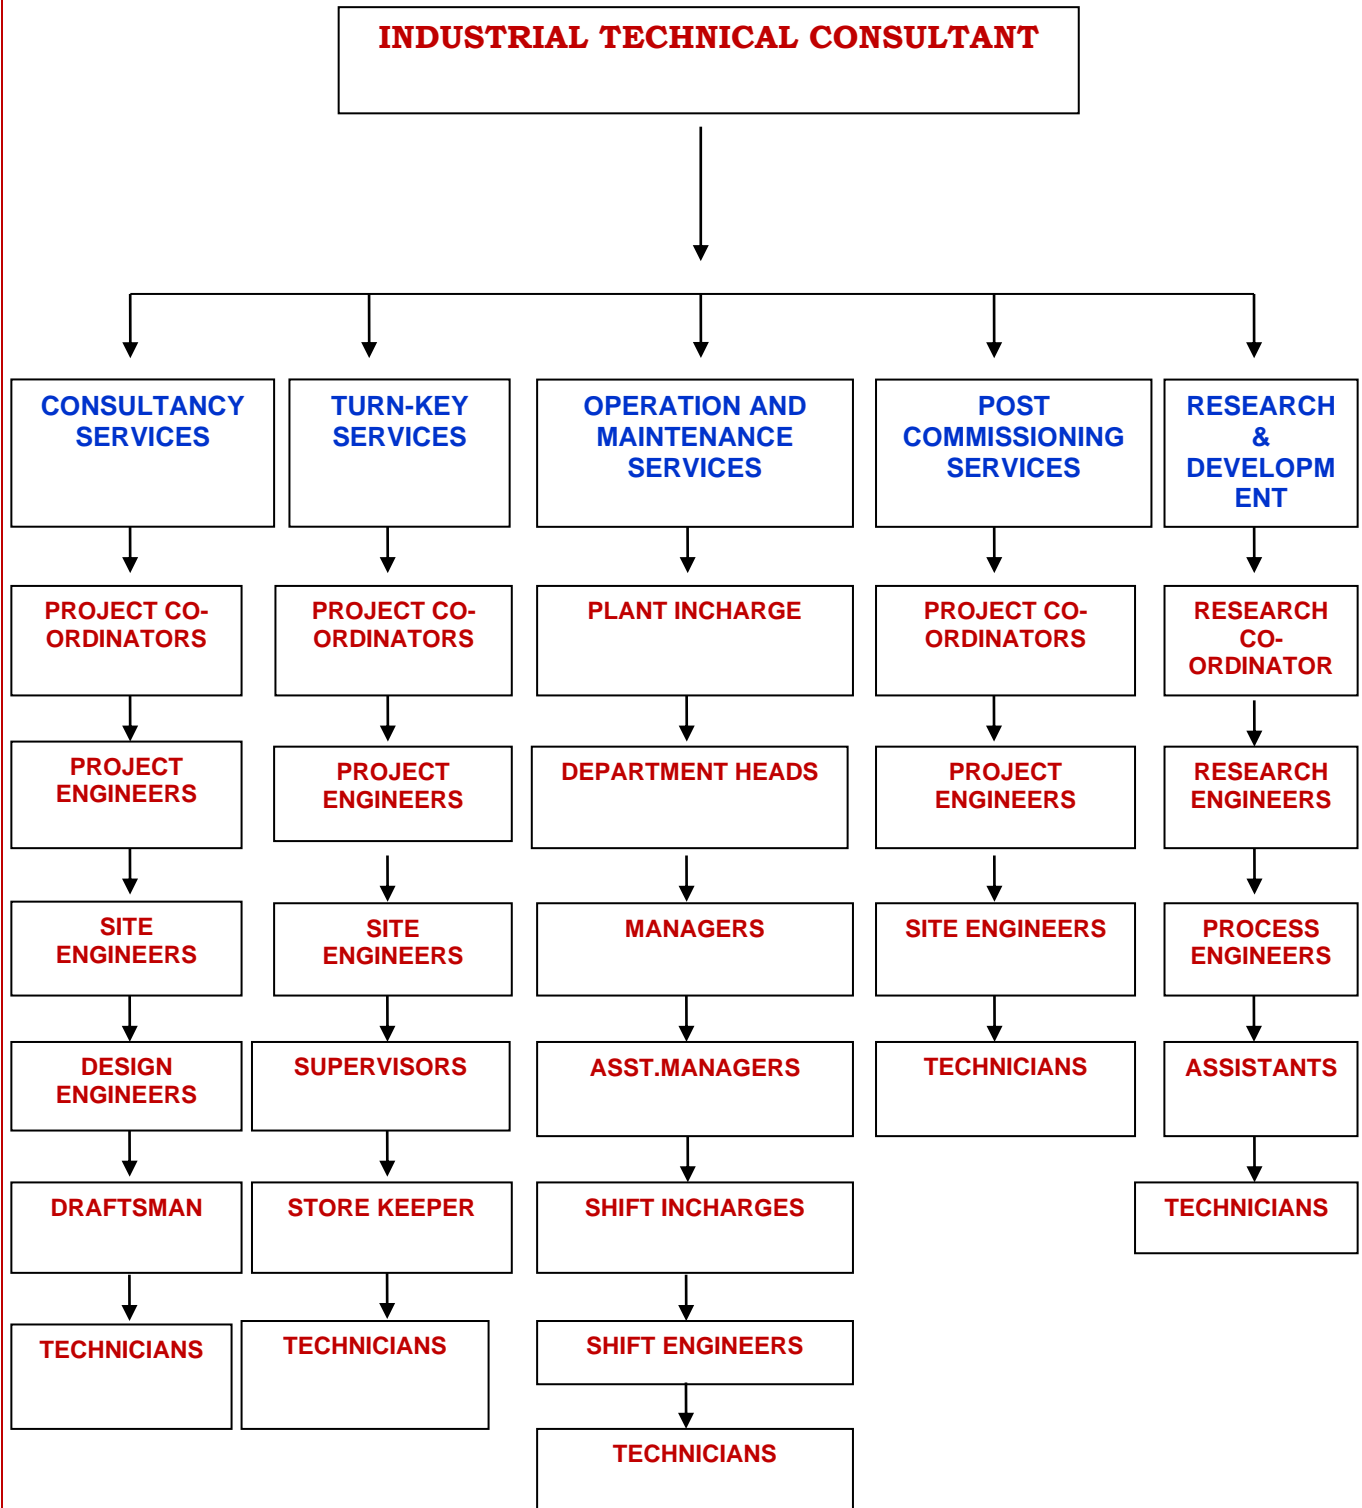 INDUSTRIAL TECHNICAL CONSULTANT
CONSULTANCY
SERVICES
TURN-KEY
SERVICES
OPERATION AND
MAINTENANCE
SERVICES
POST
COMMISSIONING
SERVICES
RESEARCH
&
DEVELOPM
ENT
PROJECT CO-
ORDINATORS
PROJECT CO-
ORDINATORS
PLANT INCHARGE
PROJECT CO-
ORDINATORS
RESEARCH
CO-
ORDINATOR
PROJECT
ENGINEERS
PROJECT
ENGINEERS
DEPARTMENT HEADS
PROJECT
ENGINEERS
RESEARCH
ENGINEERS
SITE
ENGINEERS
SITE
ENGINEERS
MANAGERS
SITE ENGINEERS
PROCESS
ENGINEERS
DESIGN
ENGINEERS
SUPERVISORS
ASST.MANAGERS
TECHNICIANS
ASSISTANTS
DRAFTSMAN
STORE KEEPER
SHIFT INCHARGES
TECHNICIANS
TECHNICIANS
TECHNICIANS
SHIFT ENGINEERS
TECHNICIANS